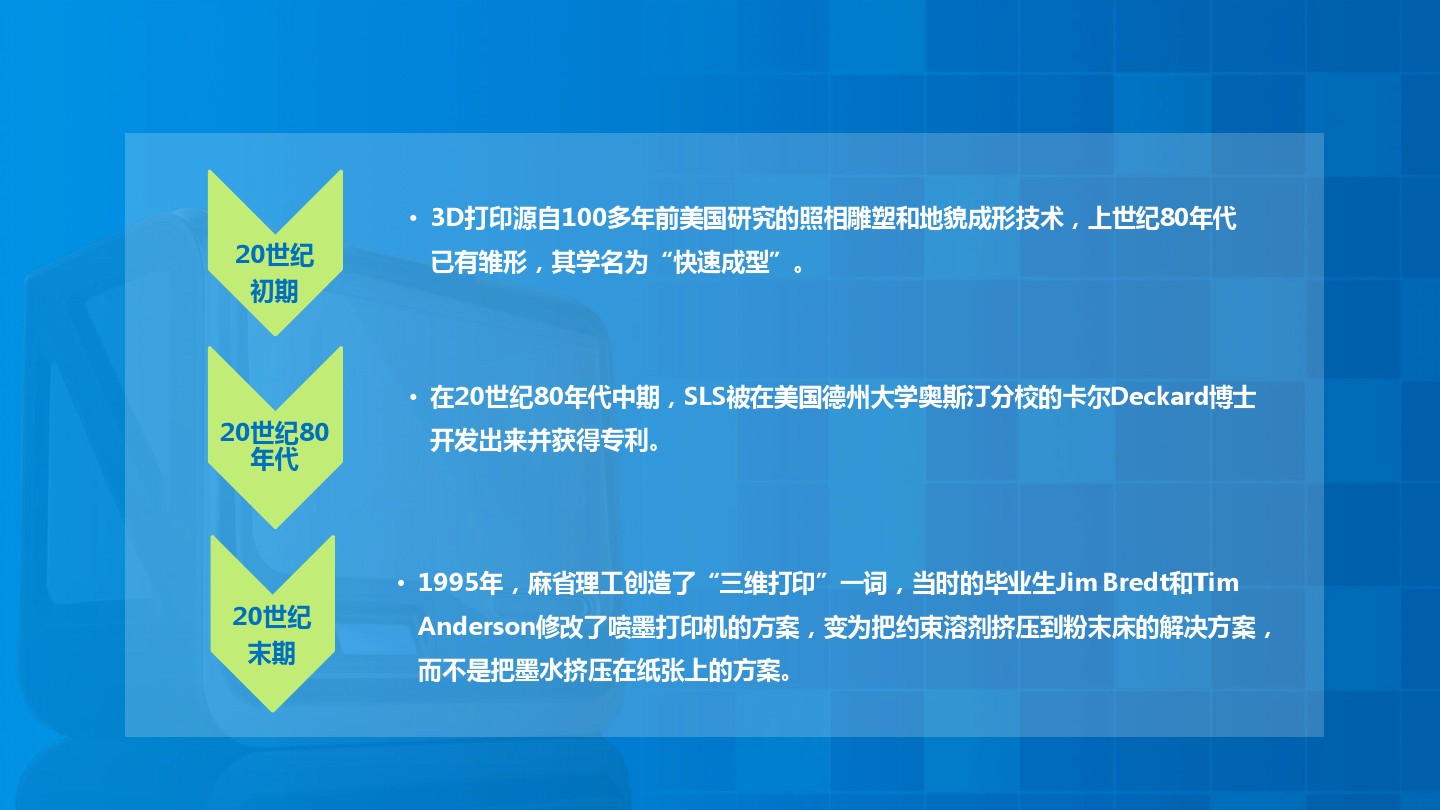 20世纪
初期
• 3D打印源自100多年前美国研究的照相雕塑和地貌成形技术，上世纪80年代
已有雏形，其学名为“快速成型”。
20世纪80
年代
• 在20世纪80年代中期，SLS被在美国德州大学奥斯汀分校的卡尔Deckard博士
开发出来并获得专利。
20世纪
末期
• 1995年，麻省理工创造了“三维打印”一词，当时的毕业生Jim Bredt和Tim
Anderson修改了喷墨打印机的方案，变为把约束溶剂挤压到粉末床的解决方案，
而不是把墨水挤压在纸张上的方案。